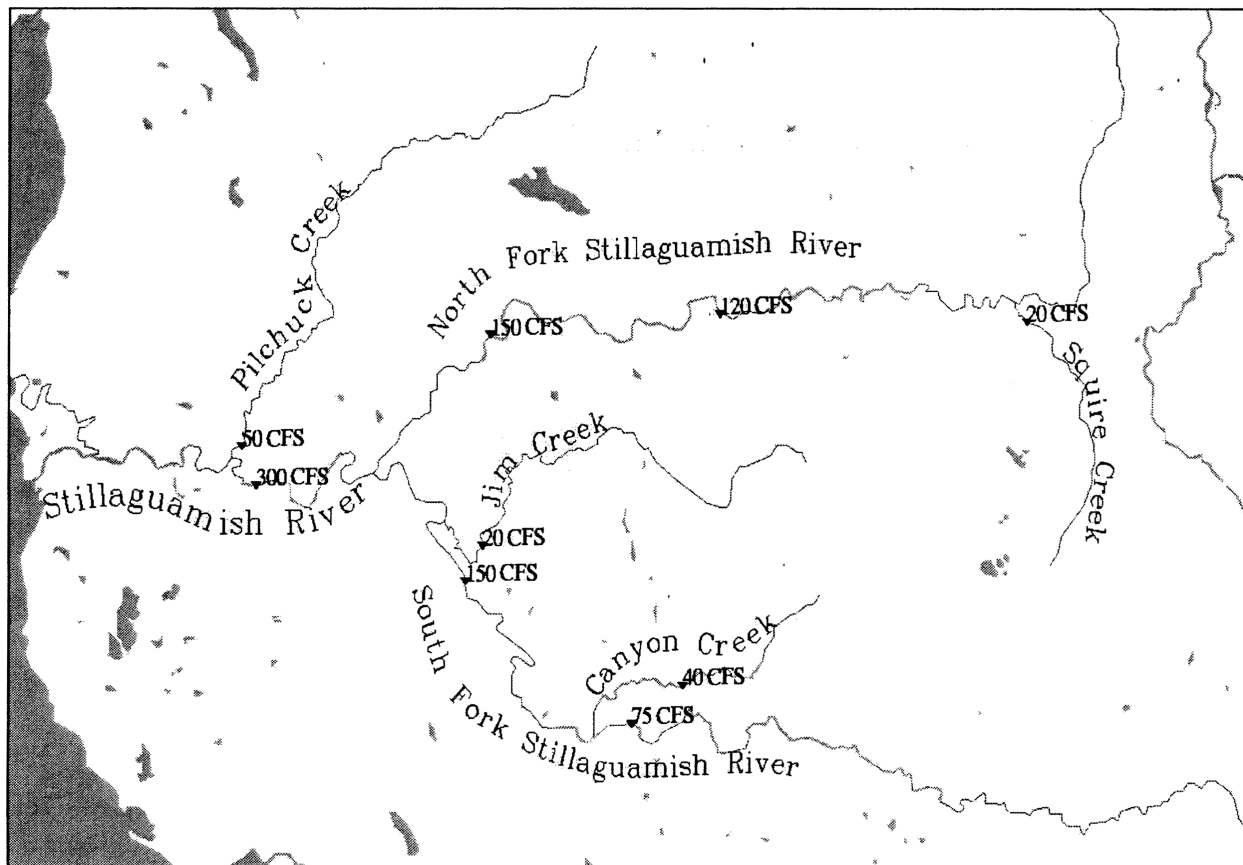 Pilchuck Creek
North Fork Stillaguamish River
150 CFS
120 CFS
20 CFS
Squire Creek
50 CFS
300 CFS
Stillaguamish River
Jim Creek
20 CFS
150 CFS
South Fork Stillaguamish River
Canyon Creek
40 CFS
75 CFS